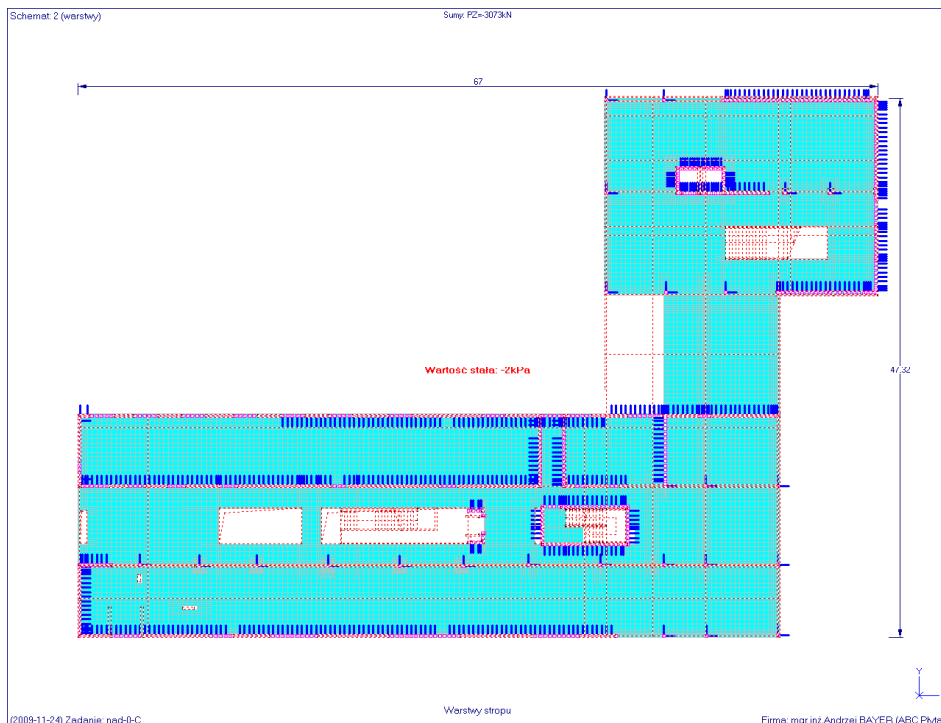 Schemat: 2 (warstwy)
Sumy: PZ=-3073kN
67
47,32
Wartość stała: -2kPa
Y
Warstwy stropu
(2009-11-24) Zadanie: nad-0-C
Firma: mgr inż.Andrzej BAYER (ABC Płyta